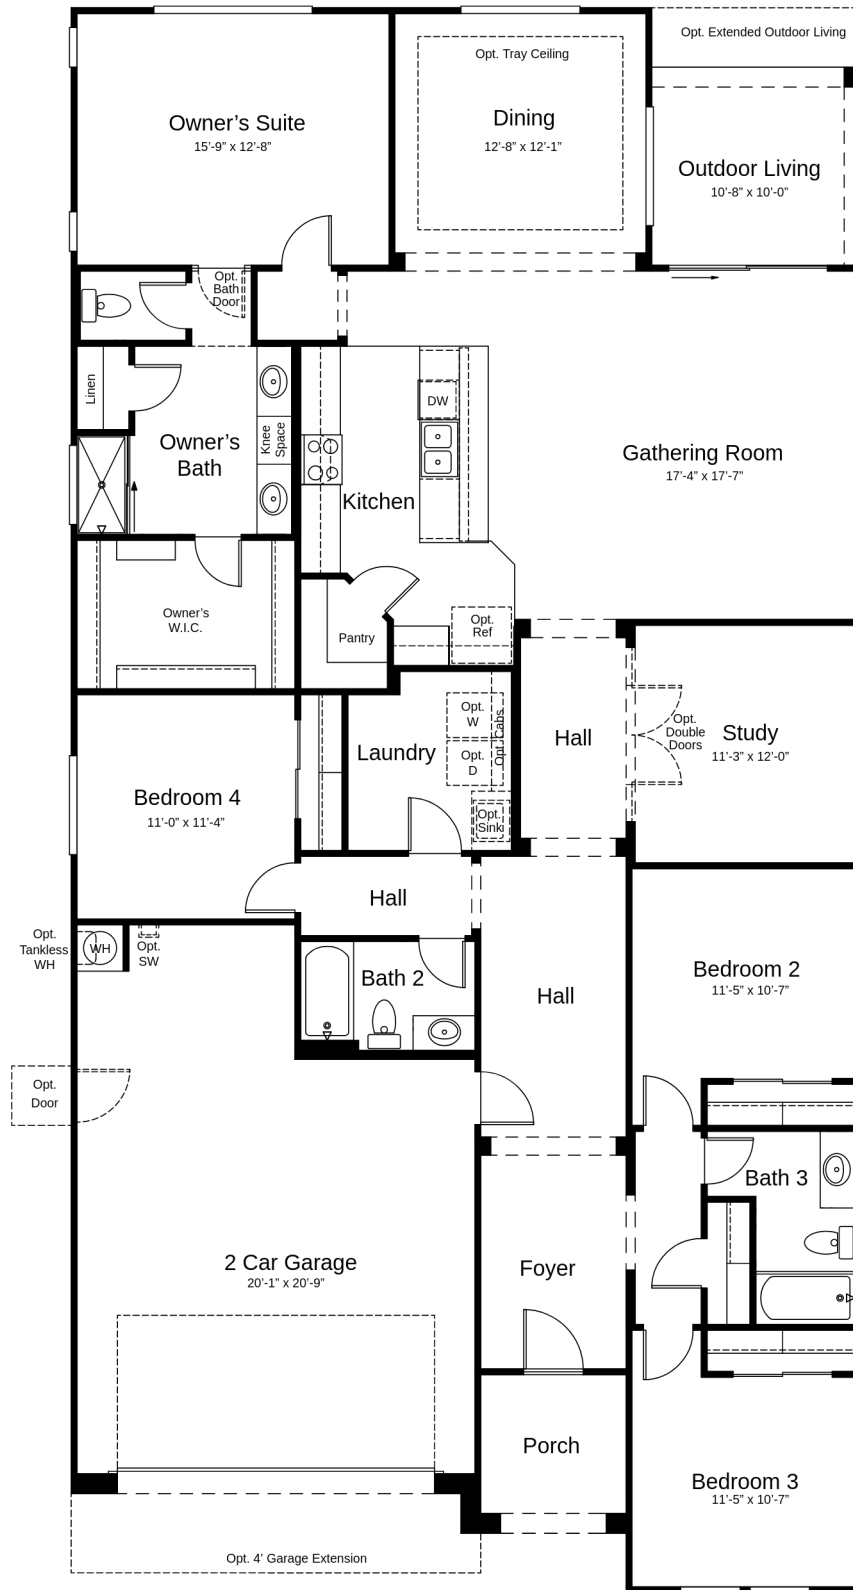 Opt. Extended Outdoor Living
Opt. Tray Ceiling
Owner’s Suite
15’-9” x 12’-8”
Dining
12’-8” x 12’-1”
Outdoor Living
10’-8” x 10’-0”
Opt.
Bath
Door
Linen
Owner’s
Bath
Knee
Space
DW
Kitchen
Gathering Room
17’-4” x 17’-7”
Owner’s
W.I.C.
Pantry
Opt.
Ref
Opt.
W
Opt.
D
Opt. Cabs
Opt.
Sink
Laundry
Hall
Opt.
Double
Doors
Study
11’-3” x 12’-0”
Bedroom 4
11’-0” x 11’-4”
Hall
Opt.
Tankless
WH
WH
Opt.
SW
Bath 2
Hall
Bedroom 2
11’-5” x 10’-7”
Opt.
Door
Bath 3
2 Car Garage
20’-1” x 20’-9”
Foyer
Porch
Bedroom 3
11’-5” x 10’-7”
Opt. 4’ Garage Extension